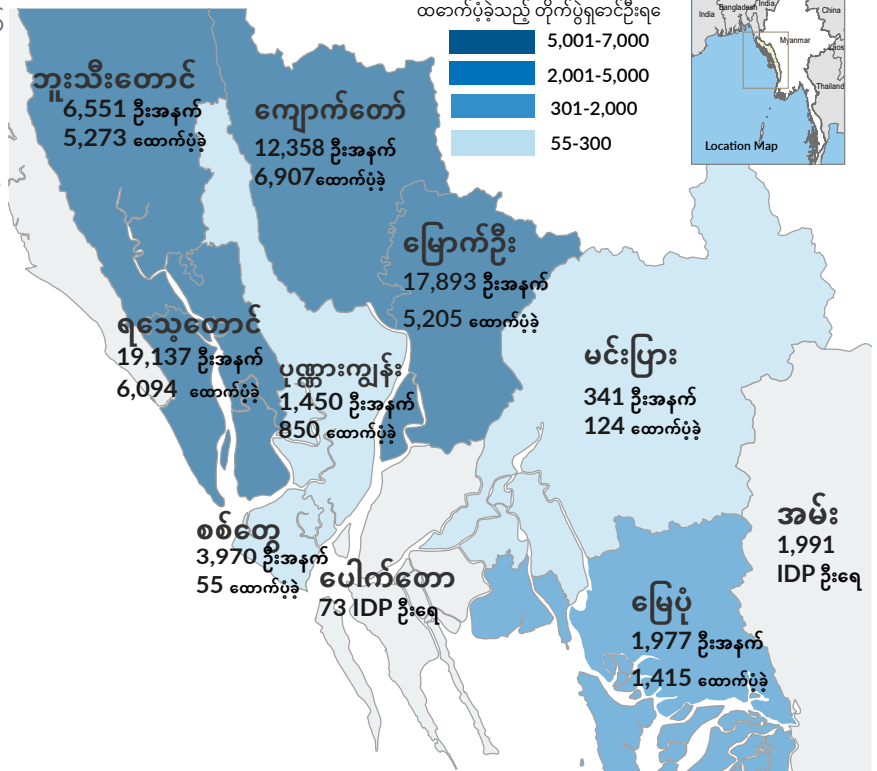 ထောက်ပံ့ခဲ့သည့် တိုက်ပွဲရှောင်ဦးရေ
5,001-7,000
2,001-5,000
301-2,000
55-300
India
Bangladesh
India
China
Myanmar
Laos
Thailand
Location Map
ဘူးသီးတောင်
6,551 ဦးအနက်
5,273 ထောက်ပံ့ခဲ့
ကျောက်တော်
12,358 ဦးအနက်
6,907ထောက်ပံ့ခဲ့
မြောက်ဦး
17,893 ဦးအနက်
5,205 ထောက်ပံ့ခဲ့
ရသေ့တောင်
19,137 ဦးအနက်
6,094 ထောက်ပံ့ခဲ့
ပုဏ္ဏားကျွန်း
1,450 ဦးအနက်
850 ထောက်ပံ့ခဲ့
မင်းပြား
341 ဦးအနက်
124 ထောက်ပံ့ခဲ့
စစ်တွေ
3,970 ဦးအနက်
55 ထောက်ပံ့ခဲ့
ပေါက်တော
73 IDP ဦးရေ
အမ်း
1,991
IDP ဦးရေ
မြေပုံ
1,977 ဦးအနက်
1,415 ထောက်ပံ့ခဲ့